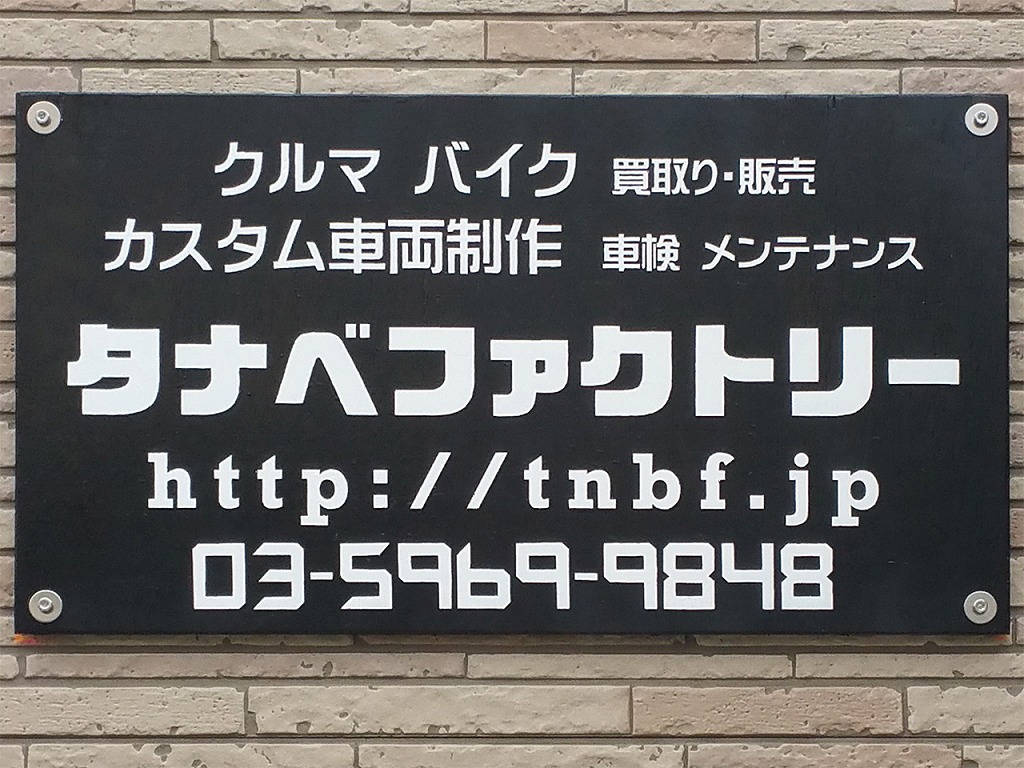 クルマ バイク 買取り・販売
カスタム車両制作 車検 メンテナンス
タナベファクトリー
http://tnbf.jp
03-5969-9848